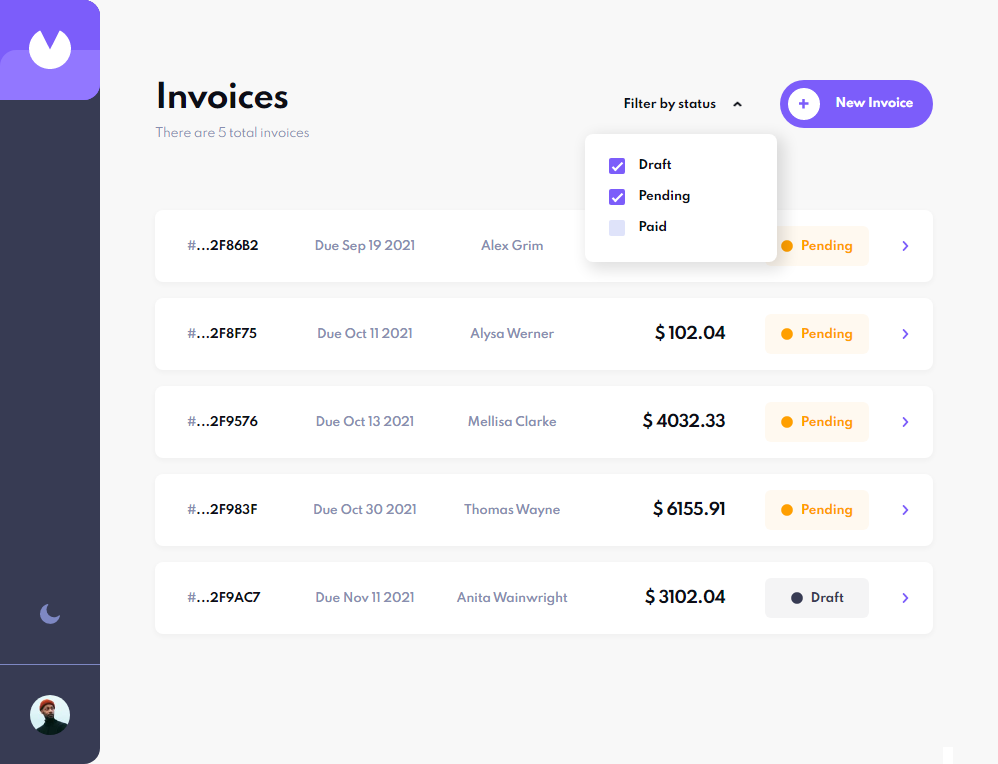 Invoices
There are 5 total invoices
Filter by status
+ New Invoice
Draft
Pending
Paid
#...2F86B2 Due Sep 19 2021 Alex Grim Pending
#...2F8F75 Due Oct 11 2021 Alysa Werner $ 102.04 Pending
#...2F9576 Due Oct 13 2021 Mellisa Clarke $ 4032.33 Pending
#...2F983F Due Oct 30 2021 Thomas Wayne $ 6155.91 Pending
#...2F9AC7 Due Nov 11 2021 Anita Wainwright $ 3102.04 Draft